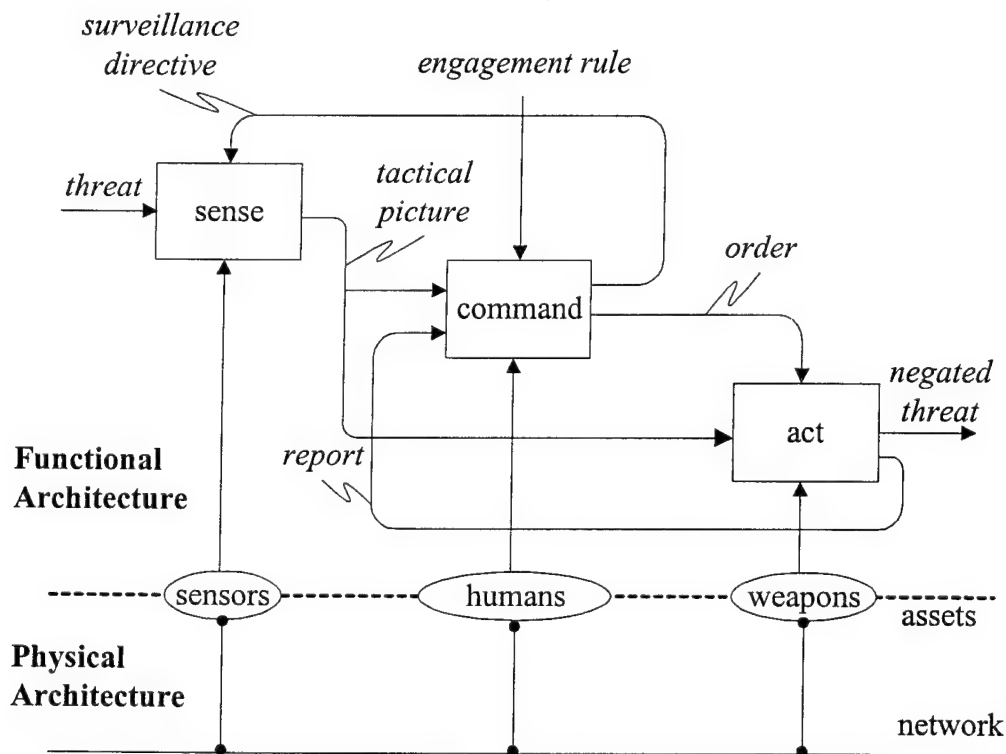 surveillance
directive
engagement rule
threat
sense
tactical
picture
command
order
negated
threat
act
report
Functional
Architecture
sensors
humans
weapons
assets
Physical
Architecture
network